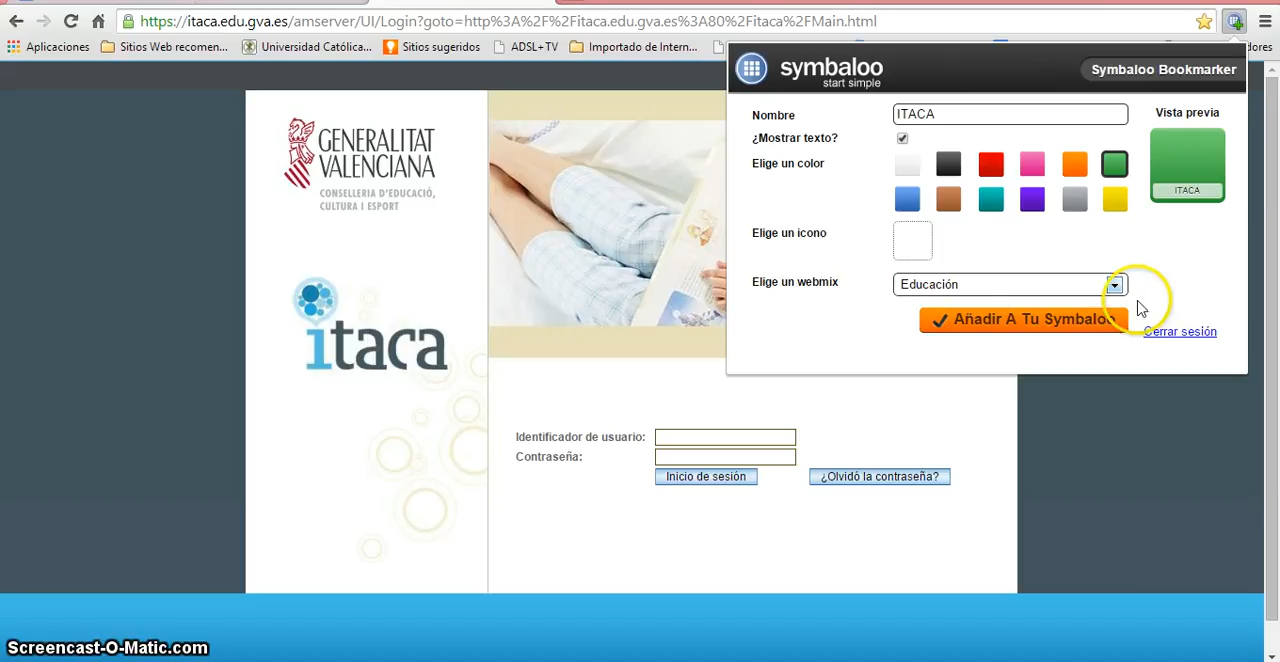 https://itaca.edu.gva.es/amserver/UI/Login?goto=http%3A%2F%2Fitaca.edu.gva.es%3A80%2Fitaca%2FMain.html
Aplicaciones Sitios Web recomen... Universidad Católica... Sitios sugeridos ADSL+TV Importado de Intern...
symbaloo
start simple
Symbaloo Bookmarker
Nombre ITACA Vista previa
¿Mostrar texto?
Elige un color
ITACA
Elige un icono
Elige un webmix Educación
Añadir A Tu Symbaloo
Cerrar sesión
GENERALITAT
VALENCIANA
CONSELLERIA D'EDUCACIÓ,
CULTURA I ESPORT
itaca
Identificador de usuario:
Contraseña:
Inicio de sesión ¿Olvidó la contraseña?
Screencast-O-Matic.com